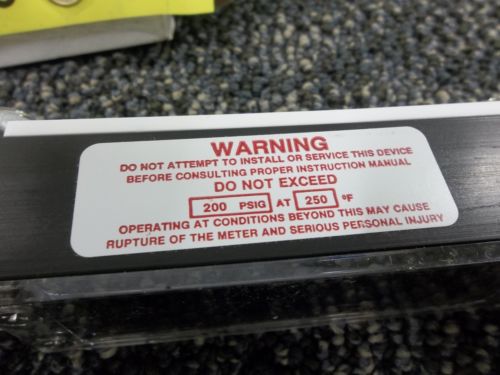 WARNING
DO NOT ATTEMPT TO INSTALL OR SERVICE THIS DEVICE
BEFORE CONSULTING PROPER INSTRUCTION MANUAL
DO NOT EXCEED
200 PSIG AT 250 °F
OPERATING AT CONDITIONS BEYOND THIS MAY CAUSE
RUPTURE OF THE METER AND SERIOUS PERSONAL INJURY